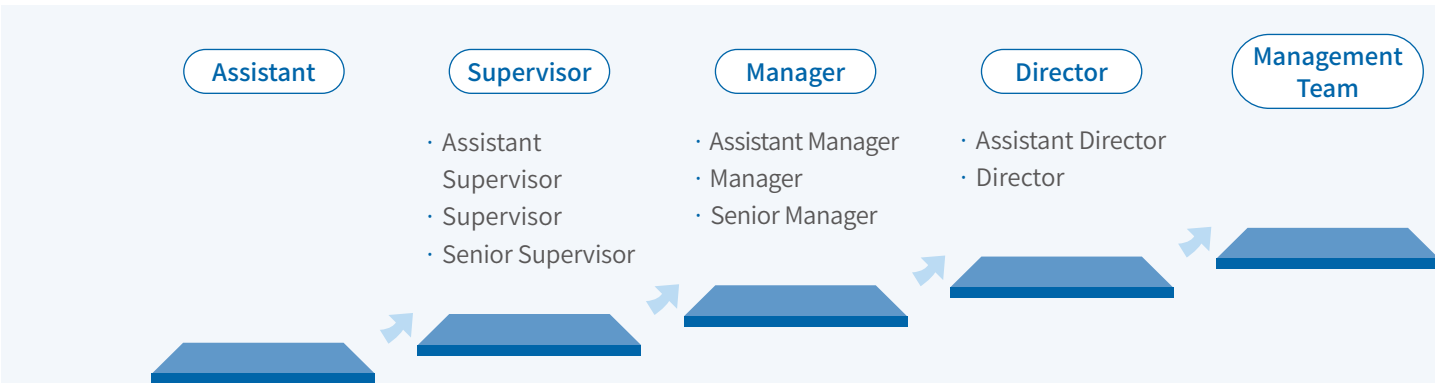 Assistant
Supervisor
· Assistant
Supervisor
· Supervisor
· Senior Supervisor
Manager
· Assistant Manager
· Manager
· Senior Manager
Director
· Assistant Director
· Director
Management
Team